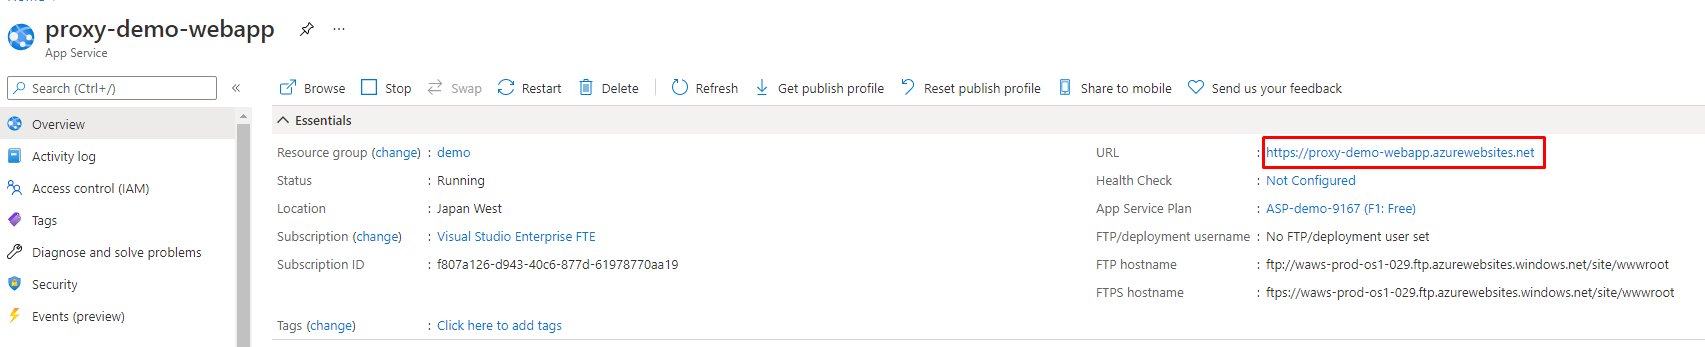 proxy-demo-webapp ...
App Service
Search (Ctrl+/) «
Browse Stop Swap Restart Delete Refresh Get publish profile Reset publish profile Share to mobile Send us your feedback
Overview
Activity log
Access control (IAM)
Tags
Diagnose and solve problems
Security
Events (preview)
Essentials
Resource group (change) : demo
Status : Running
Location : Japan West
Subscription (change) : Visual Studio Enterprise FTE
Subscription ID : f807a126-d943-40c6-877d-61978770aa19
Tags (change) : Click here to add tags
URL : https://proxy-demo-webapp.azurewebsites.net
Health Check : Not Configured
App Service Plan : ASP-demo-9167 (F1: Free)
FTP/deployment username : No FTP/deployment user set
FTP hostname : ftp://waws-prod-os1-029.ftp.azurewebsites.windows.net/site/wwwroot
FTPS hostname : ftps://waws-prod-os1-029.ftp.azurewebsites.windows.net/site/wwwroot